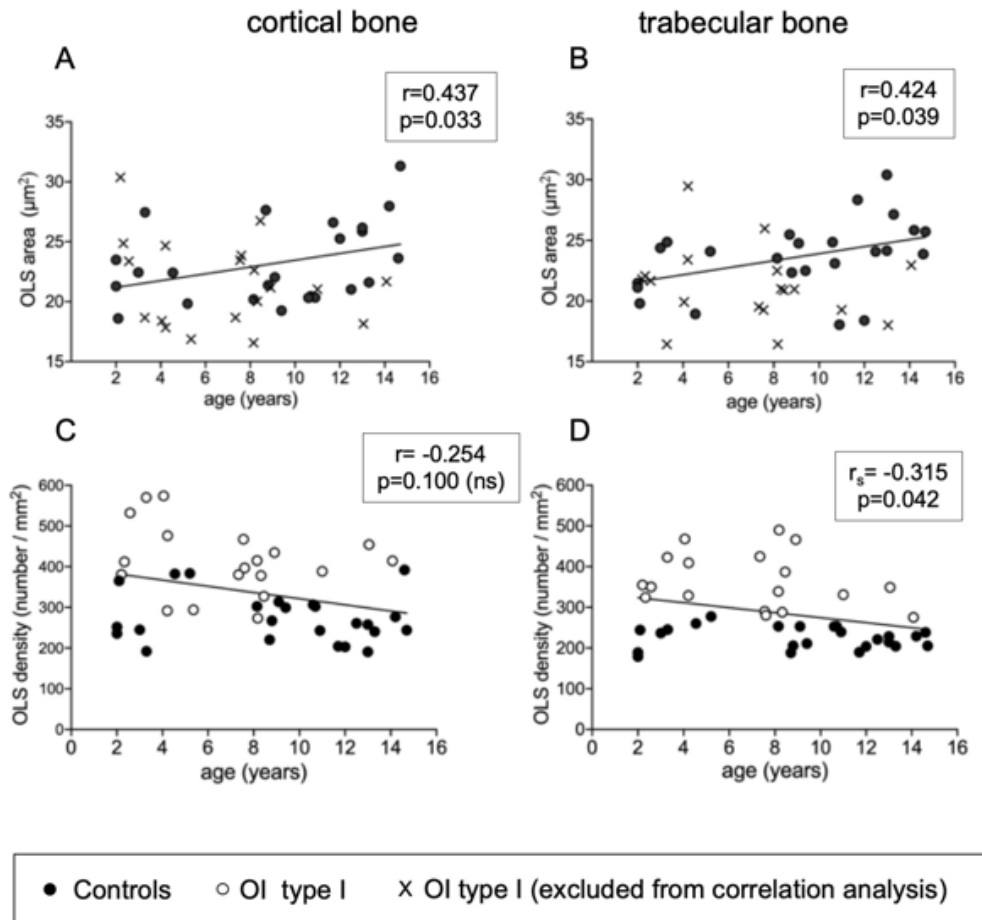 cortical bone
trabecular bone
A
r=0.437
p=0.033
OLS area (µm²)
35
30
25
20
15
2 4 6 8 10 12 14 16
age (years)
B
r=0.424
p=0.039
OLS area (µm²)
35
30
25
20
15
0 2 4 6 8 10 12 14 16
age (years)
C
r= -0.254
p=0.100 (ns)
OLS density (number / mm²)
600
500
400
300
200
100
0
0 2 4 6 8 10 12 14 16
age (years)
D
rₛ= -0.315
p=0.042
OLS density (number / mm²)
600
500
400
300
200
100
0
0 2 4 6 8 10 12 14 16
age (years)
● Controls ○ OI type I X OI type I (excluded from correlation analysis)